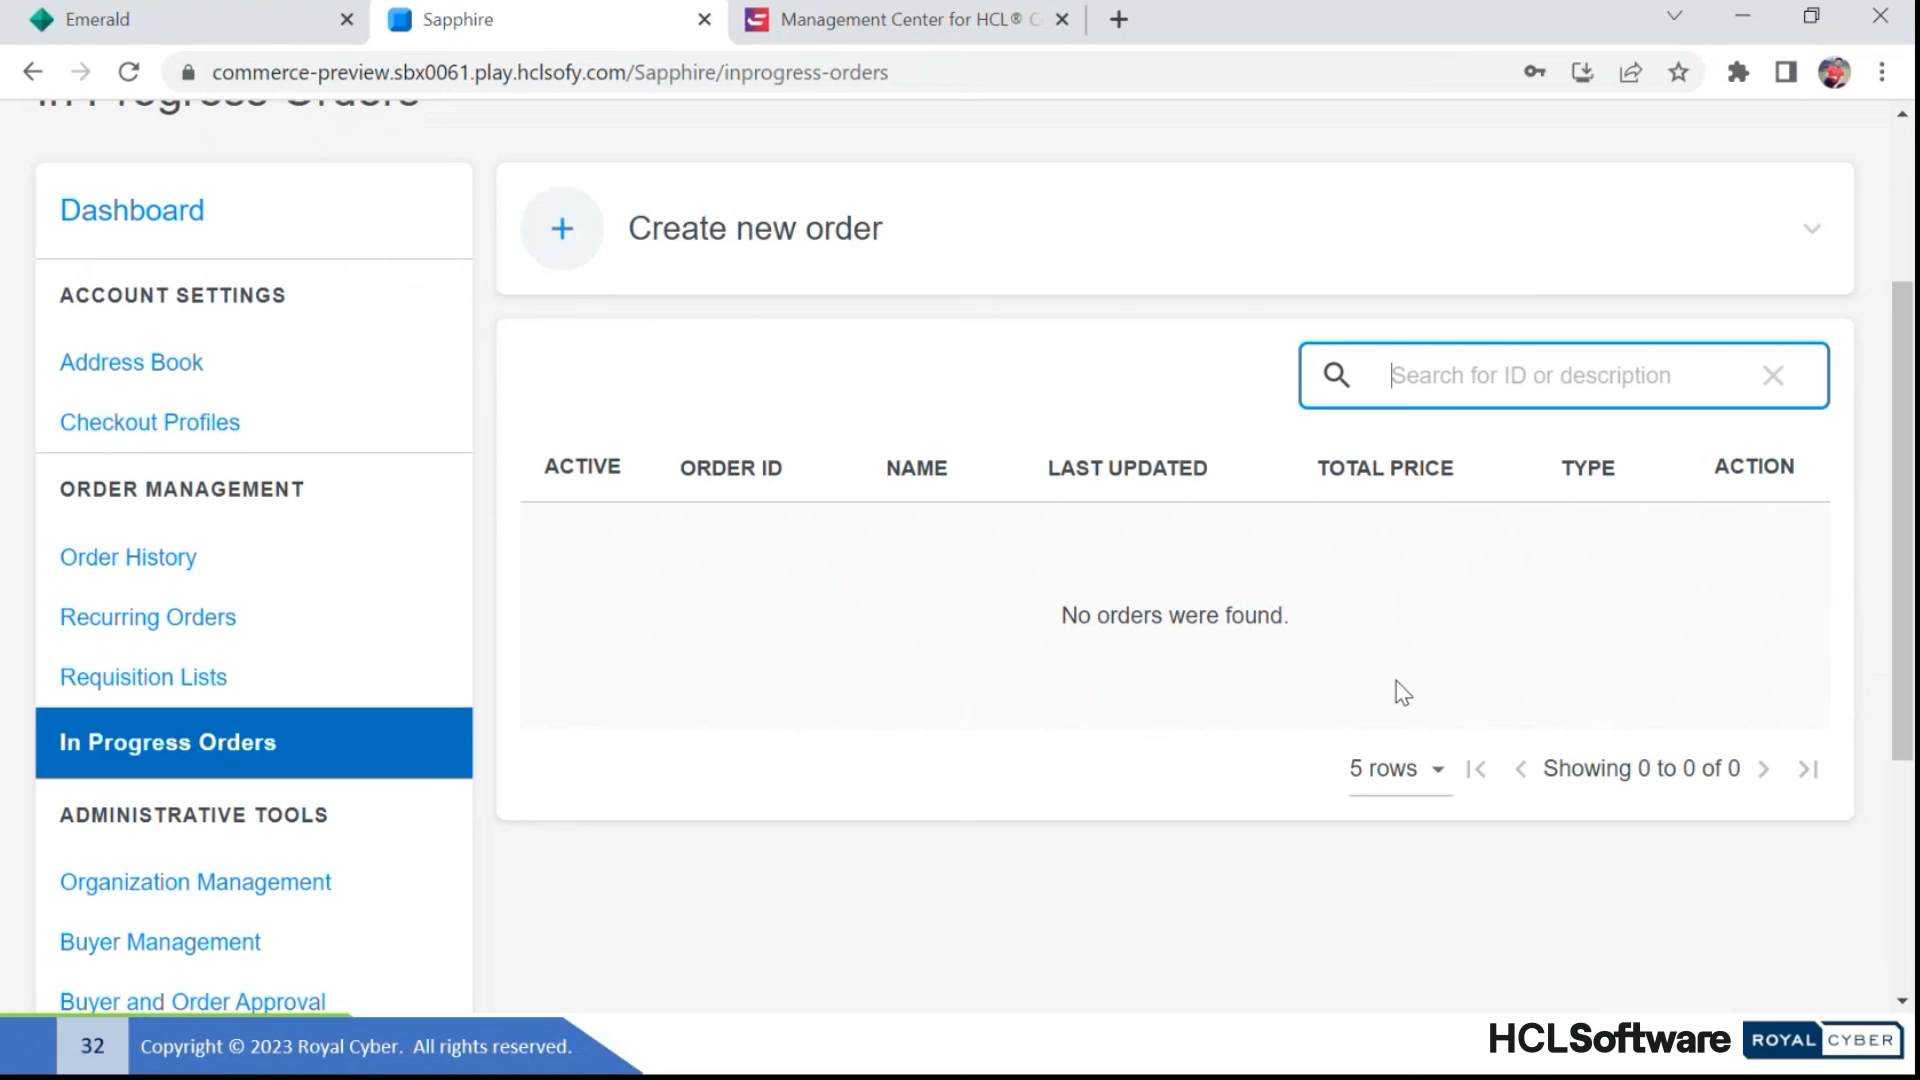 Emerald
Sapphire
Management Center for HCL® C
commerce-preview.sbx0061.play.hclsofy.com/Sapphire/inprogress-orders
In Progress Orders
Dashboard
ACCOUNT SETTINGS
Address Book
Checkout Profiles
ORDER MANAGEMENT
Order History
Recurring Orders
Requisition Lists
In Progress Orders
ADMINISTRATIVE TOOLS
Organization Management
Buyer Management
Buyer and Order Approval
Create new order
Search for ID or description
ACTIVE ORDER ID NAME LAST UPDATED TOTAL PRICE TYPE ACTION
No orders were found.
5 rows Showing 0 to 0 of 0
32 Copyright © 2023 Royal Cyber. All rights reserved.
HCLSoftware ROYAL CYBER